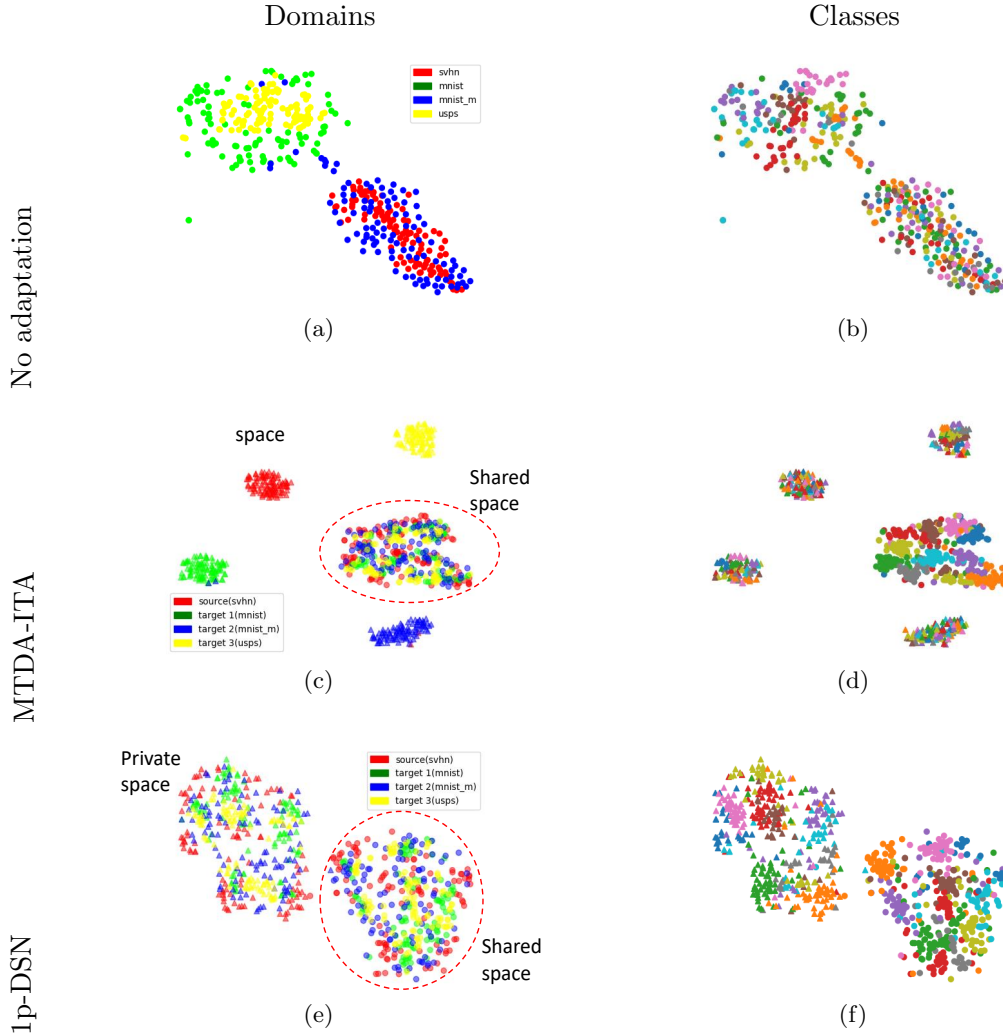 Domains
Classes
svhn
mnist
mnist_m
usps
No adaptation
(a)
(b)
space
Shared
space
source(svhn)
target 1(mnist)
target 2(mnist_m)
target 3(usps)
MTDA-ITA
(c)
(d)
Private
space
source(svhn)
target 1(mnist)
target 2(mnist_m)
target 3(usps)
Shared
space
1p-DSN
(e)
(f)